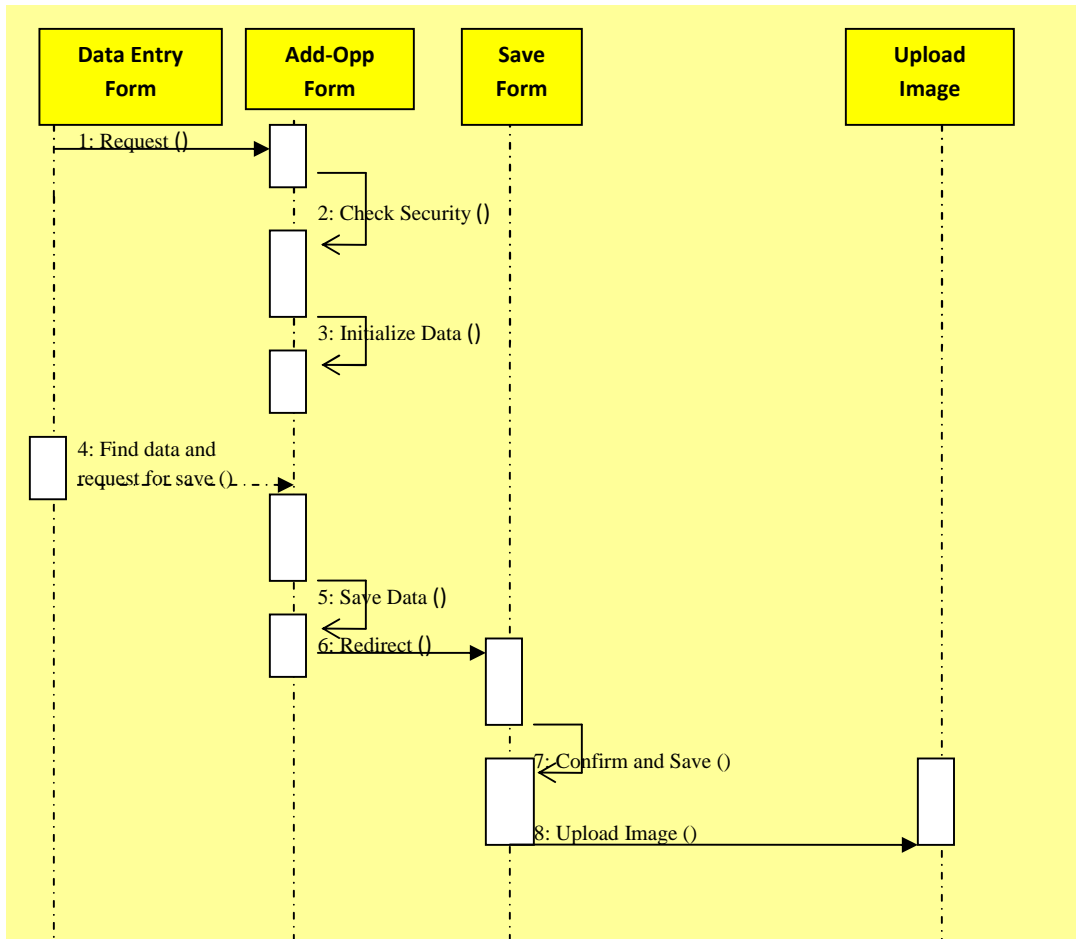 Data Entry
Form
Add-Opp
Form
Save
Form
Upload
Image
1: Request ()
2: Check Security ()
3: Initialize Data ()
4: Find data and
request for save ()
5: Save Data ()
6: Redirect ()
7: Confirm and Save ()
8: Upload Image ()